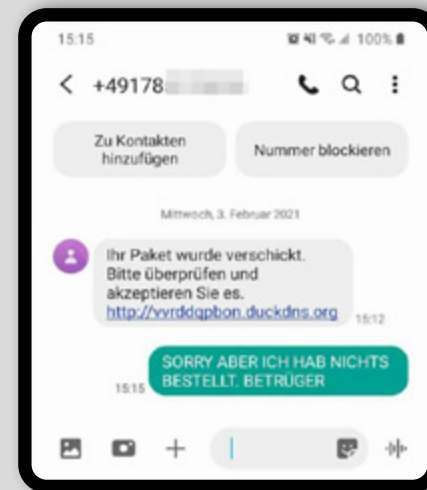 15:15
100%
+49178
Zu Kontakten
hinzufügen
Nummer blockieren
Mittwoch, 3. Februar 2021
Ihr Paket wurde verschickt.
Bitte überprüfen und
akzeptieren Sie es.
http://vvrddqpbon.duckdns.org
15:12
SORRY ABER ICH HAB NICHTS
BESTELLT. BETRÜGER
15:15